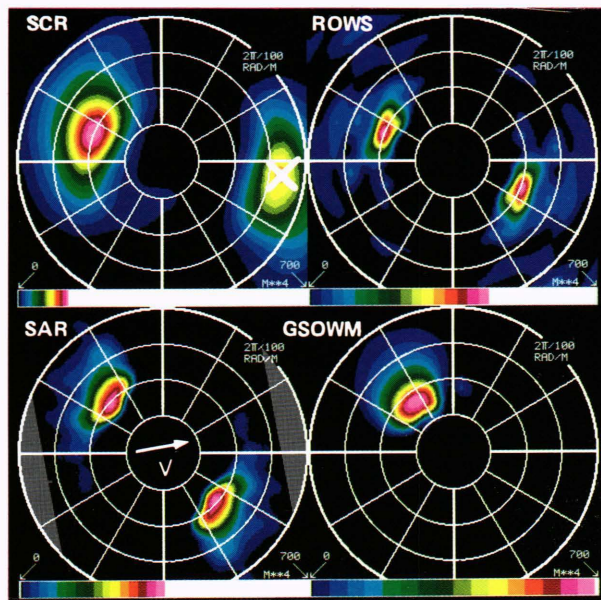 SCR
2π/100
RAD/M
0
700
M**4
ROWS
2π/100
RAD/M
0
700
M**4
SAR
2π/100
RAD/M
V
0
700
M**4
GSOWM
2π/100
RAD/M
0
700
M**4